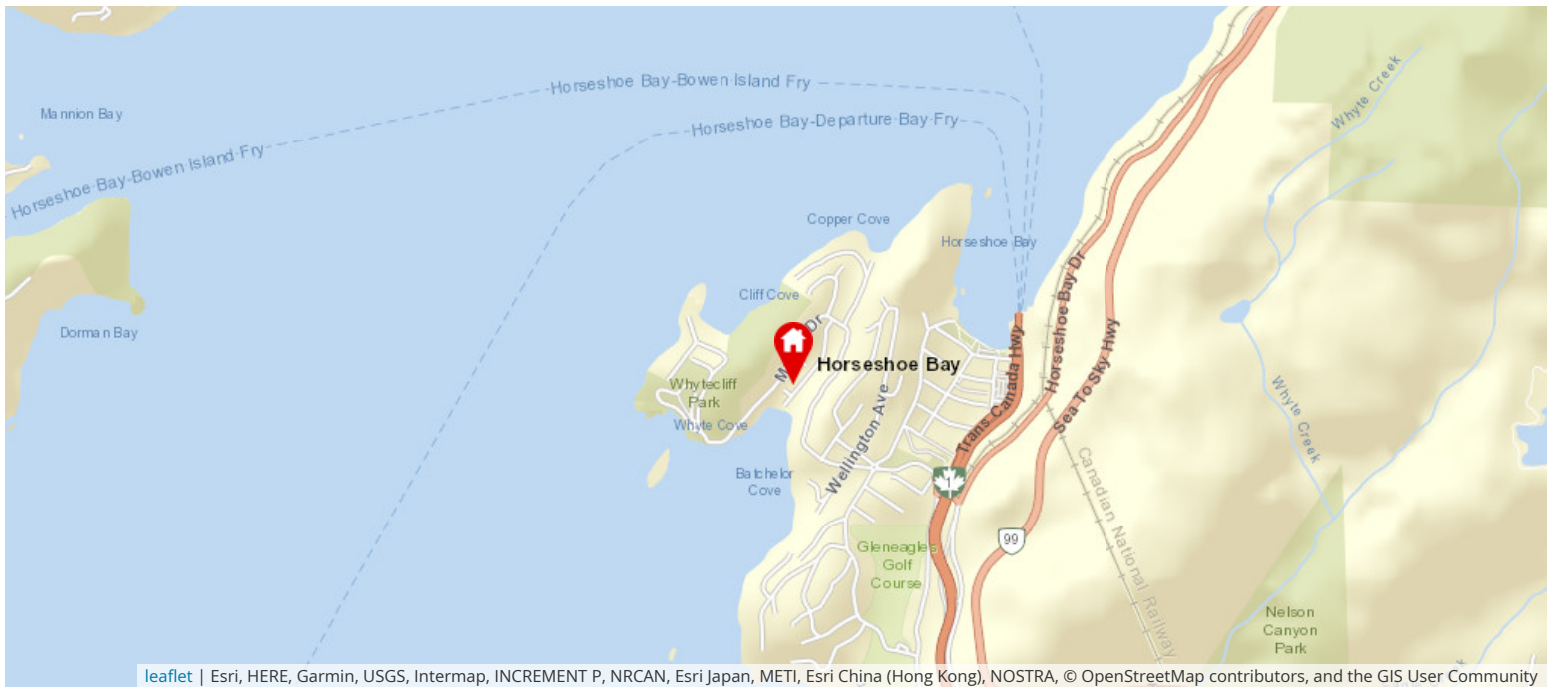 Horseshoe Bay-Bowen Island Fry
Whyte Creek
Mannion Bay
Horseshoe Bay-Departure Bay Fry
Horseshoe Bay-Bowen Island Fry
Copper Cove
Horseshoe Bay
Cliff Cove
Dorman Bay
Dr
Horseshoe Bay Dr
Horseshoe Bay
Trans Canada Hwy
Sea To Sky Hwy
Whytecliff
Park
Whyte Cove
Wellington Ave
Whyte Creek
Batchelor
Cove
1
Canadian National Railway
99
Gleneagles
Golf
Course
Nelson
Canyon
Park
leaflet | Esri, HERE, Garmin, USGS, Intermap, INCREMENT P, NRCAN, Esri Japan, METI, Esri China (Hong Kong), NOSTRA, © OpenStreetMap contributors, and the GIS User Community